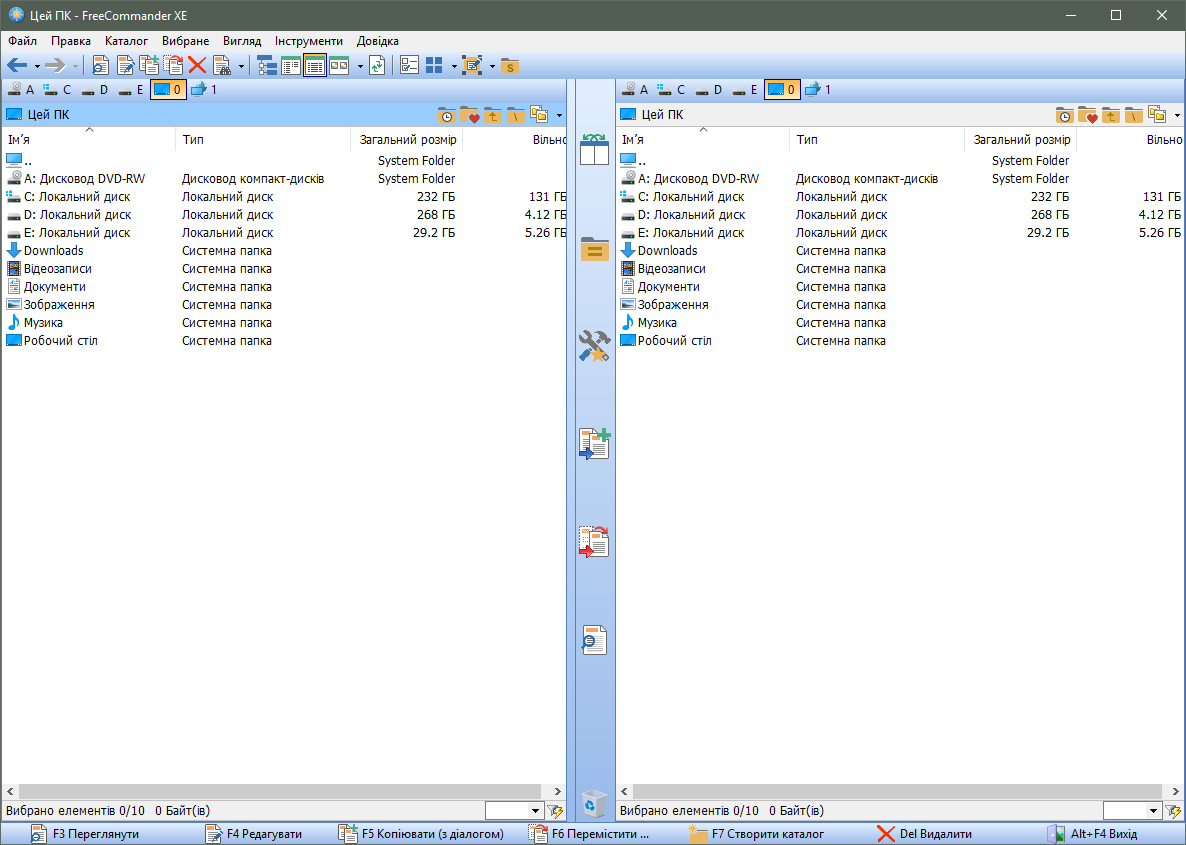 Цей ПК - FreeCommander XE
Файл Правка Каталог Вибране Вигляд Інструменти Довідка
S
A C D E 0 1
Цей ПК
Ім’я Тип Загальний розмір Вільно
.. System Folder
A: Дисковод DVD-RW Дисковод компакт-дисків System Folder
C: Локальний диск Локальний диск 232 ГБ 131 ГБ
D: Локальний диск Локальний диск 268 ГБ 4.12 ГБ
E: Локальний диск Локальний диск 29.2 ГБ 5.26 ГБ
Downloads Системна папка
Відеозаписи Системна папка
Документи Системна папка
Зображення Системна папка
Музика Системна папка
Робочий стіл Системна папка
Вибрано елементів 0/10 0 Байт(ів)
A C D E 0 1
Цей ПК
Ім’я Тип Загальний розмір Вільно
.. System Folder
A: Дисковод DVD-RW Дисковод компакт-дисків System Folder
C: Локальний диск Локальний диск 232 ГБ 131 ГБ
D: Локальний диск Локальний диск 268 ГБ 4.12 ГБ
E: Локальний диск Локальний диск 29.2 ГБ 5.26 ГБ
Downloads Системна папка
Відеозаписи Системна папка
Документи Системна папка
Зображення Системна папка
Музика Системна папка
Робочий стіл Системна папка
Вибрано елементів 0/10 0 Байт(ів)
F3 Переглянути F4 Редагувати F5 Копіювати (з діалогом) F6 Перемістити ... F7 Створити каталог Del Видалити Alt+F4 Вихід